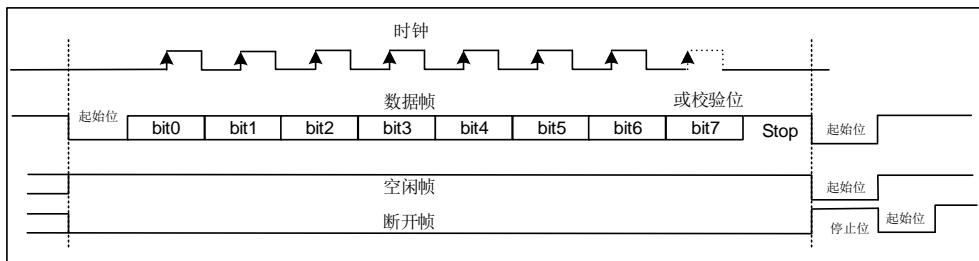 时钟
数据帧
或校验位
起始位 bit0 bit1 bit2 bit3 bit4 bit5 bit6 bit7 Stop 起始位
空闲帧
起始位
断开帧
停止位 起始位